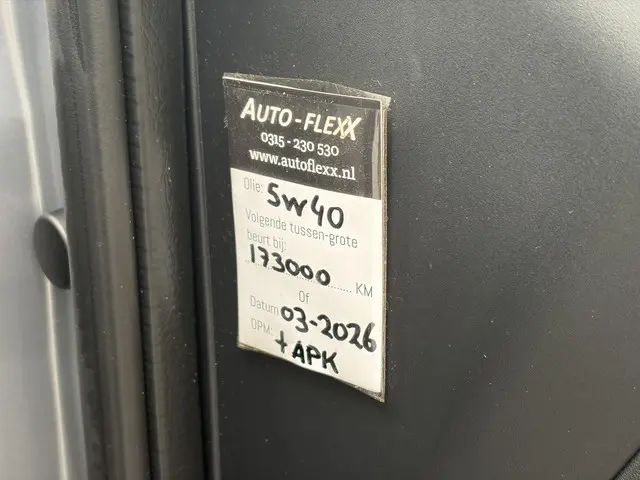 AUTO-FLEXX
0315 - 230 530
www.autoflexx.nl
Olie: 5W40
Volgende tussen-grote
beurt bij:
173000 KM
Of
Datum 03-2026
OPM: + APK